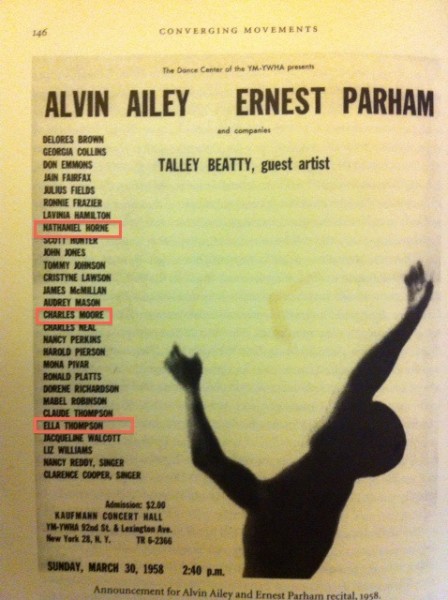 146
CONVERGING MOVEMENTS
The Dance Center of the YM-YWHA presents
ALVIN AILEY ERNEST PARHAM
and companies
TALLEY BEATTY, guest artist
DELORES BROWN
GEORGIA COLLINS
DON EMMONS
JAIN FAIRFAX
JULIUS FIELDS
RONNIE FRAZIER
LAVINIA HAMILTON
NATHANIEL HORNE
SCOTT HUNTER
JOHN JONES
TOMMY JOHNSON
CRISTYNE LAWSON
JAMES McMILLAN
AUDREY MASON
CHARLES MOORE
CHARLES NEAL
NANCY PERKINS
HAROLD PIERSON
MONA PIVAR
RONALD PLATTS
DORENE RICHARDSON
MABEL ROBINSON
CLAUDE THOMPSON
ELLA THOMPSON
JACQUELINE WALCOTT
LIZ WILLIAMS
NANCY REDDY, SINGER
CLARENCE COOPER, SINGER
Admission: $2.00
KAUFMANN CONCERT HALL
YM-YWHA 92nd St. & Lexington Ave.
New York 28, N. Y. TR 6-2366
SUNDAY, MARCH 30, 1958 2:40 p.m.
Announcement for Alvin Ailey and Ernest Parham recital, 1958.